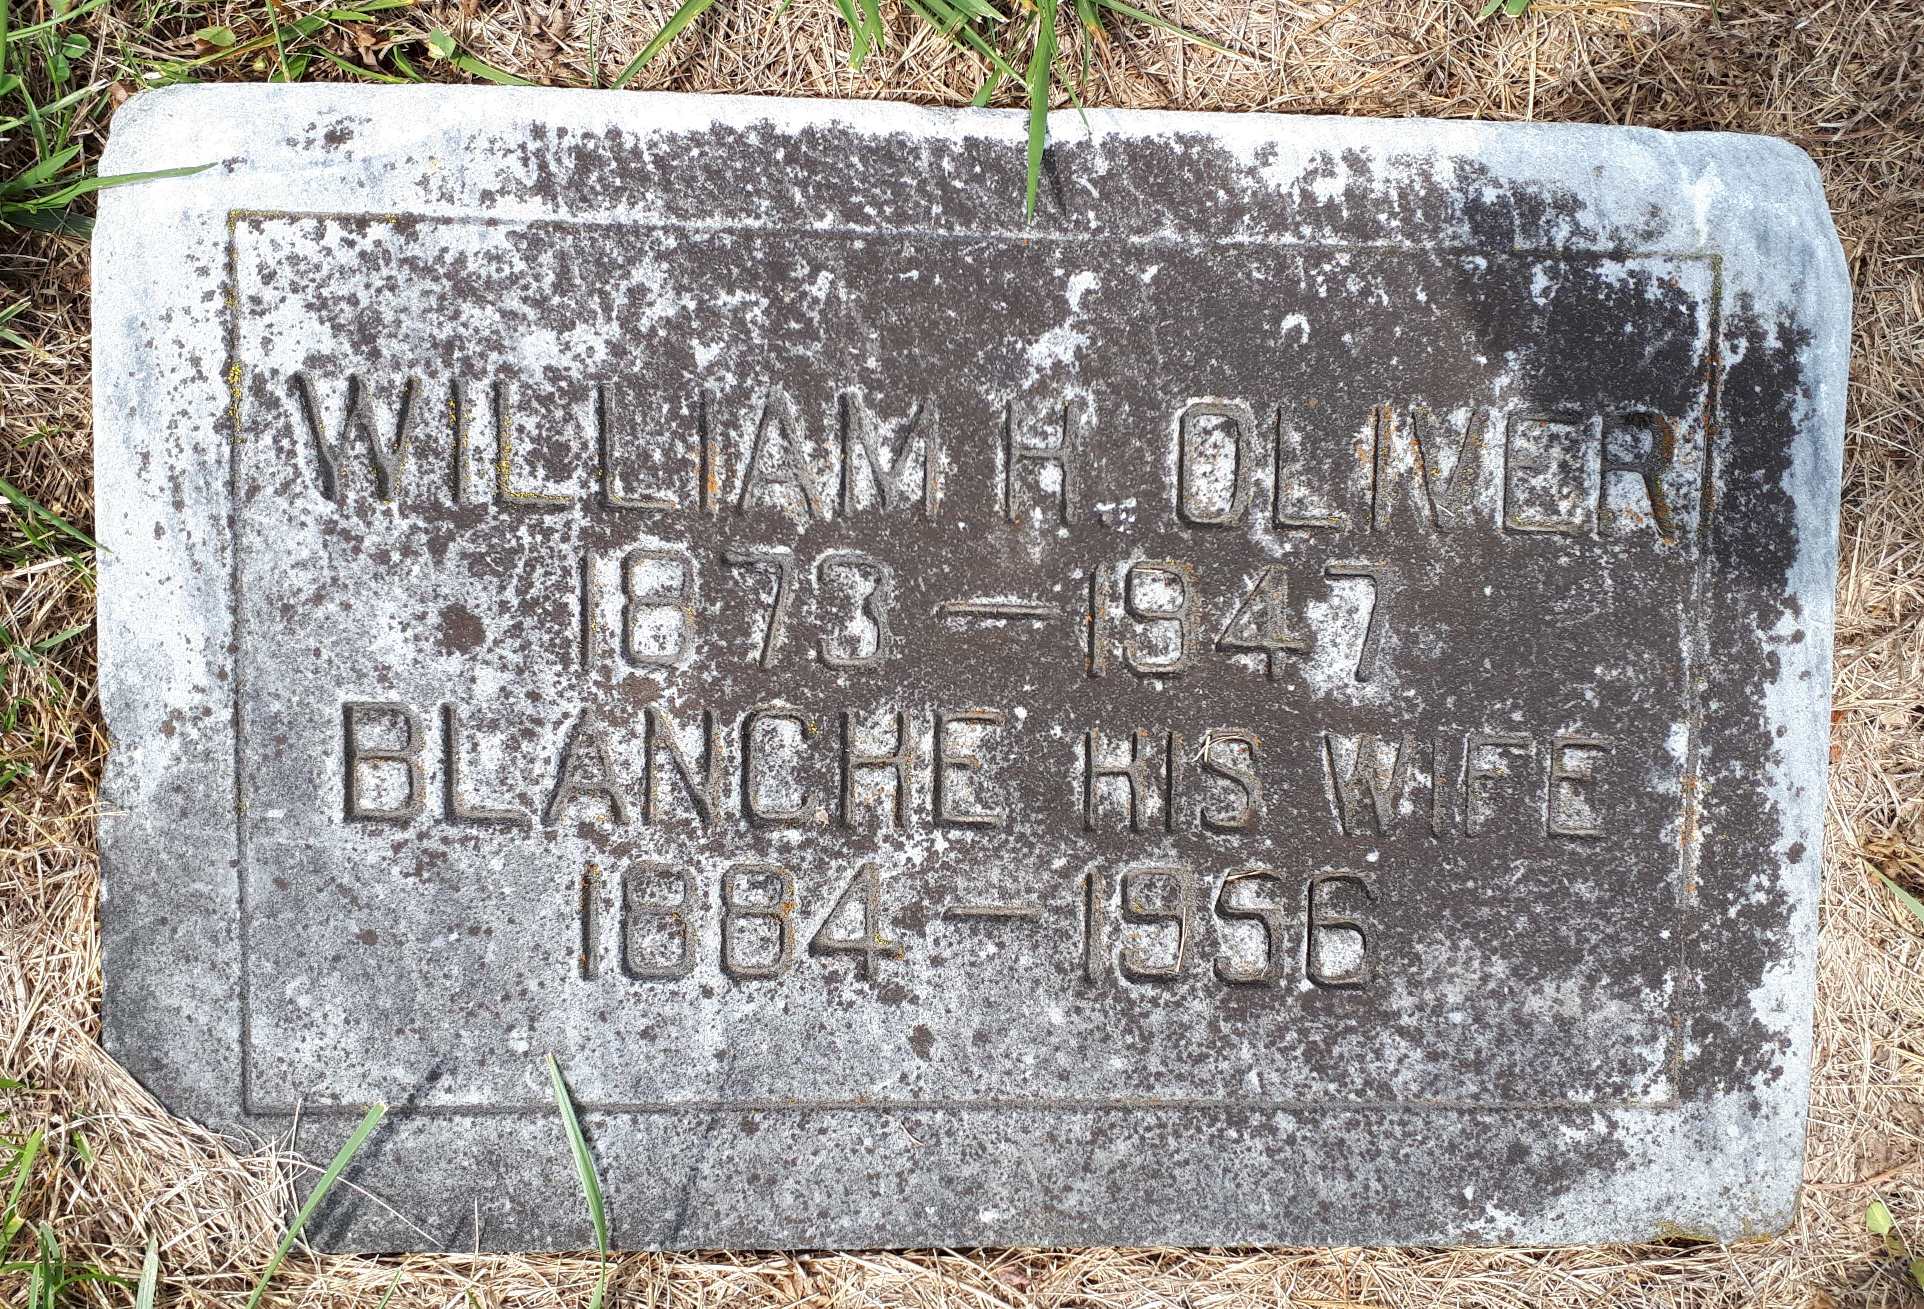 WILLIAM H. OLIVER
1873 — 1947
BLANCHE HIS WIFE
1884 — 1956